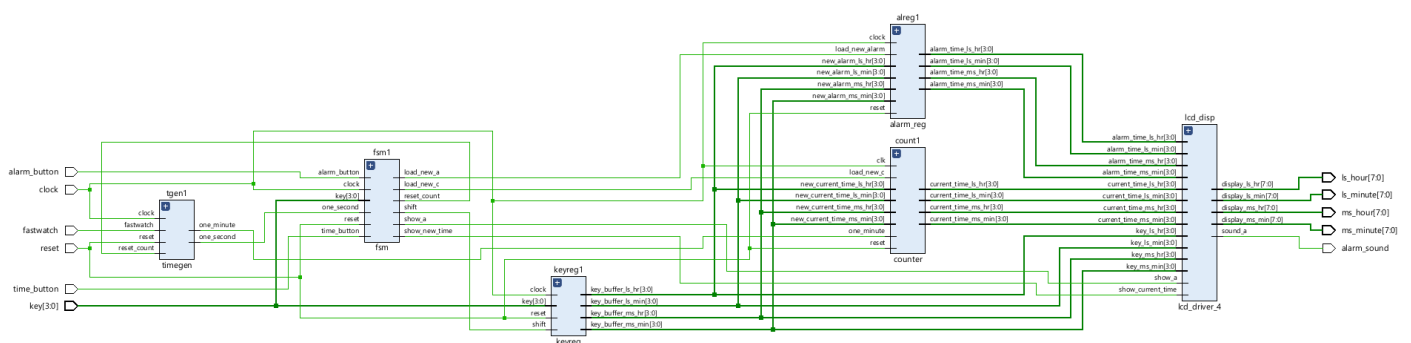 alarm_button
clock
fastwatch
reset
time_button
key[3:0]
tgen1
clock
fastwatch
reset
reset_count
one_minute
one_second
timegen
fsm1
alarm_button
clock
key[3:0]
one_second
reset
time_button
load_new_a
load_new_c
reset_count
shift
show_a
show_new_time
fsm
keyreg1
clock
key[3:0]
reset
shift
key_buffer_ls_hr[3:0]
key_buffer_ls_min[3:0]
key_buffer_ms_hr[3:0]
key_buffer_ms_min[3:0]
keyreg
alreg1
clock
load_new_alarm
new_alarm_ls_hr[3:0]
new_alarm_ls_min[3:0]
new_alarm_ms_hr[3:0]
new_alarm_ms_min[3:0]
reset
alarm_time_ls_hr[3:0]
alarm_time_ls_min[3:0]
alarm_time_ms_hr[3:0]
alarm_time_ms_min[3:0]
alarm_reg
count1
clk
load_new_c
new_current_time_ls_hr[3:0]
new_current_time_ls_min[3:0]
new_current_time_ms_hr[3:0]
new_current_time_ms_min[3:0]
one_minute
reset
current_time_ls_hr[3:0]
current_time_ls_min[3:0]
current_time_ms_hr[3:0]
current_time_ms_min[3:0]
counter
lcd_disp
alarm_time_ls_hr[3:0]
alarm_time_ls_min[3:0]
alarm_time_ms_hr[3:0]
alarm_time_ms_min[3:0]
current_time_ls_hr[3:0]
current_time_ls_min[3:0]
current_time_ms_hr[3:0]
current_time_ms_min[3:0]
key_ls_hr[3:0]
key_ls_min[3:0]
key_ms_hr[3:0]
key_ms_min[3:0]
show_a
show_current_time
display_ls_hr[7:0]
display_ls_min[7:0]
display_ms_hr[7:0]
display_ms_min[7:0]
sound_a
lcd_driver_4
ls_hour[7:0]
ls_minute[7:0]
ms_hour[7:0]
ms_minute[7:0]
alarm_sound